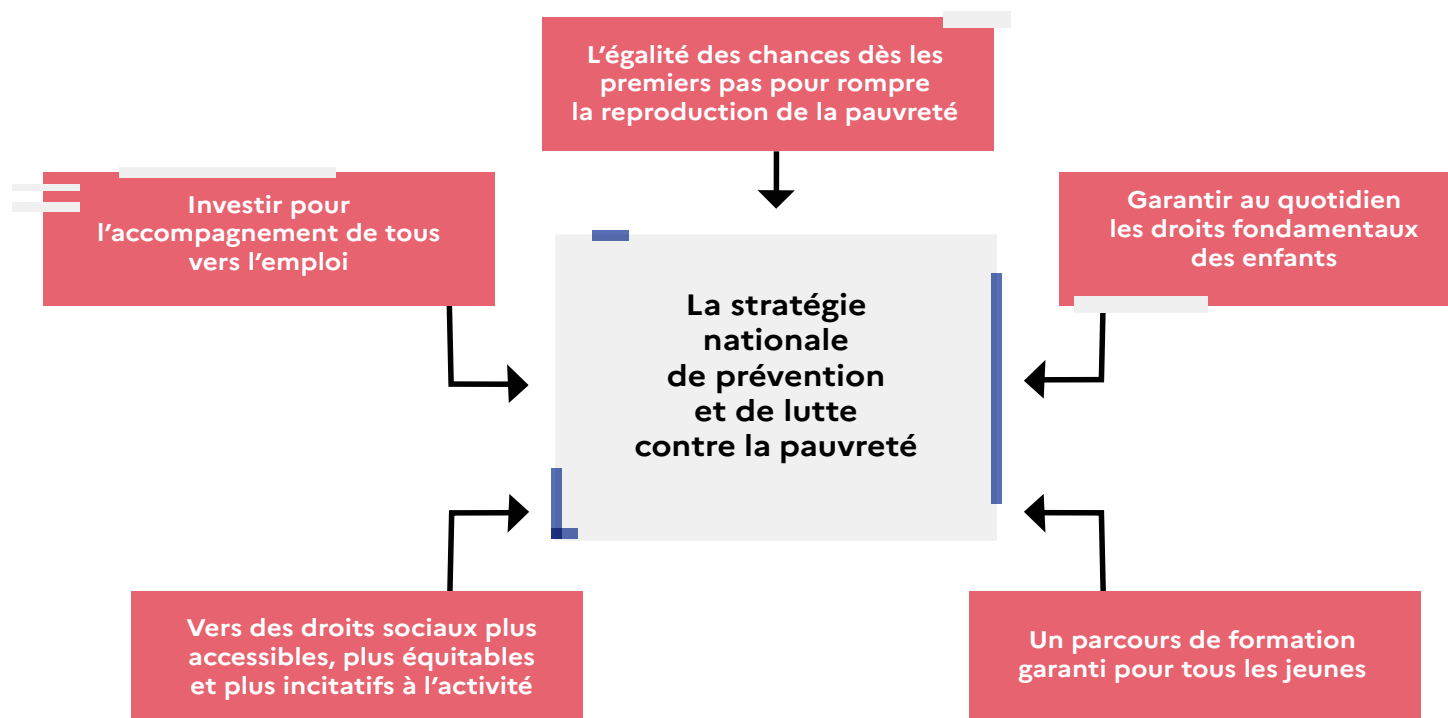 L’égalité des chances dès les
premiers pas pour rompre
la reproduction de la pauvreté
Investir pour
l’accompagnement de tous
vers l’emploi
Garantir au quotidien
les droits fondamentaux
des enfants
La stratégie
nationale
de prévention
et de lutte
contre la pauvreté
Vers des droits sociaux plus
accessibles, plus équitables
et plus incitatifs à l’activité
Un parcours de formation
garanti pour tous les jeunes